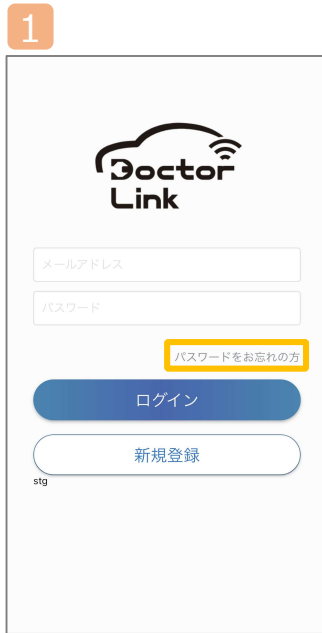 1
Doctor
Link
メールアドレス
パスワード
パスワードをお忘れの方
ログイン
新規登録
stg